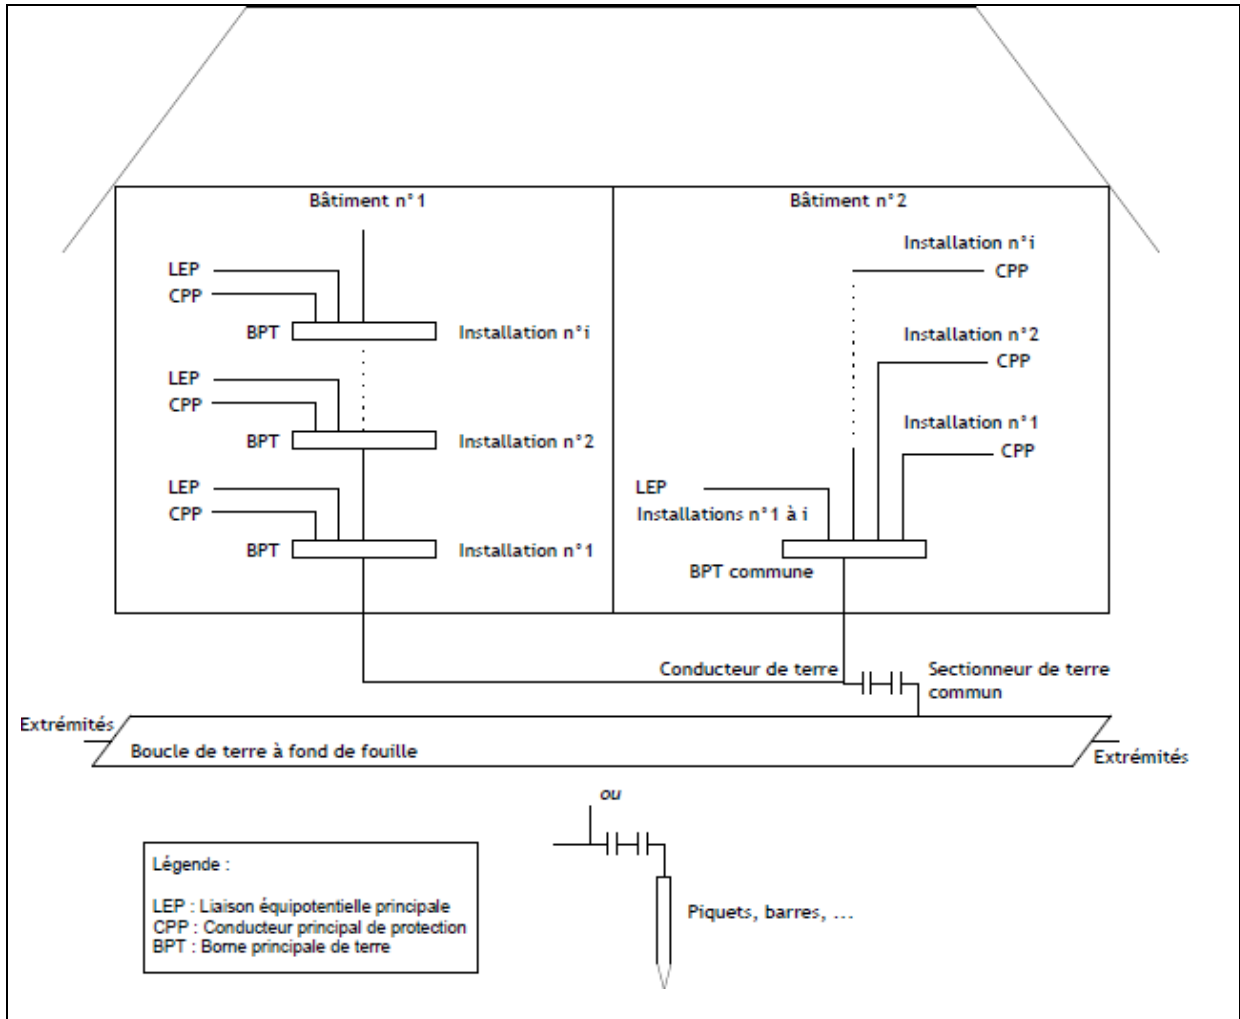 Bâtiment n°1
LEP
CPP
BPT
Installation n°i
LEP
CPP
BPT
Installation n°2
LEP
CPP
BPT
Installation n°1
Bâtiment n°2
Installation n°i
CPP
Installation n°2
CPP
Installation n°1
CPP
LEP
Installations n°1 à i
BPT commune
Conducteur de terre
Sectionneur de terre
commun
Extrémités
Boucle de terre à fond de fouille
Extrémités
ou
Piquets, barres, ...
Légende :
LEP : Liaison équipotentielle principale
CPP : Conducteur principal de protection
BPT : Borne principale de terre